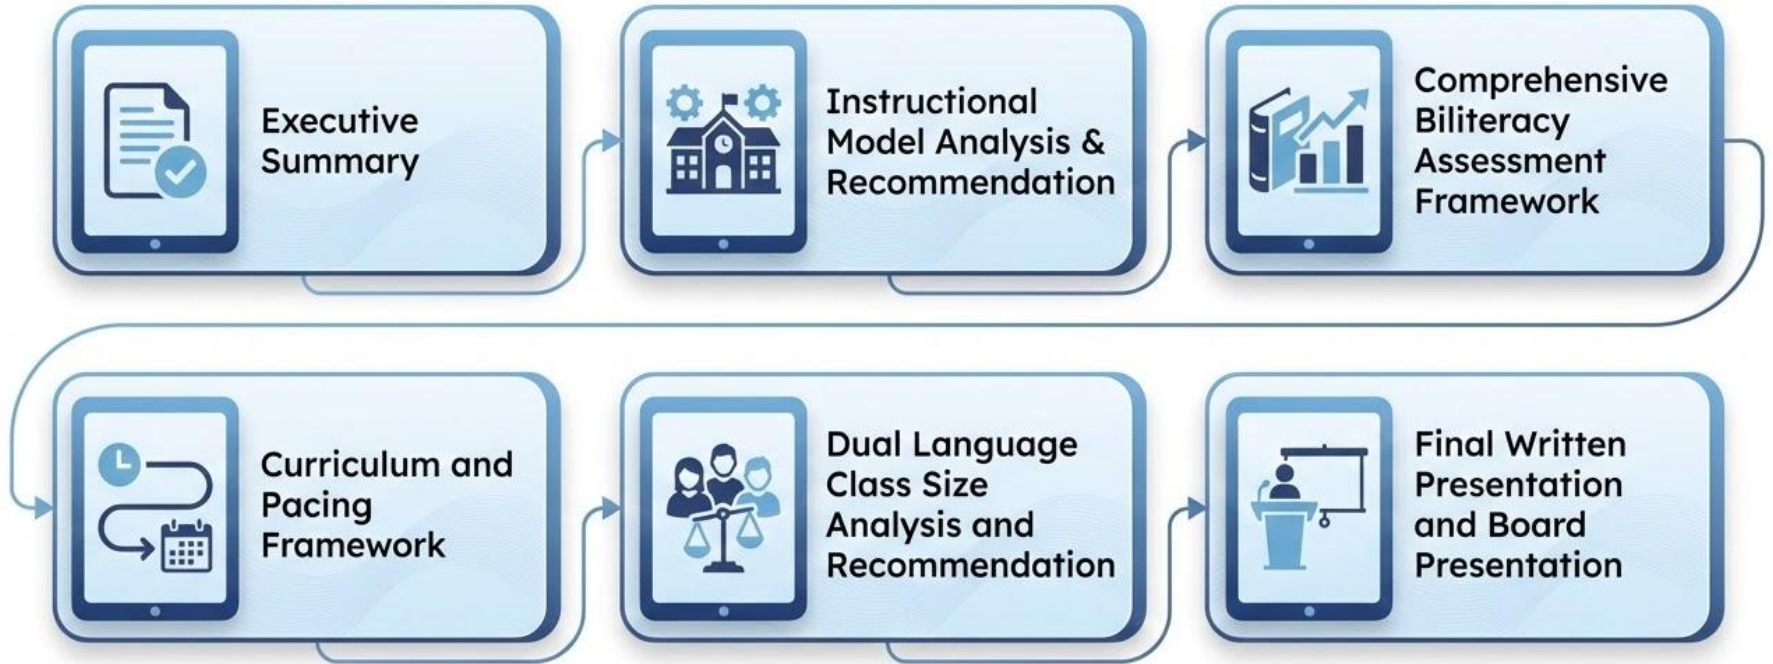 Executive
Summary
Instructional
Model Analysis &
Recommendation
Comprehensive
Biliteracy
Assessment
Framework
Curriculum and
Pacing
Framework
Dual Language
Class Size
Analysis and
Recommendation
Final Written
Presentation
and Board
Presentation